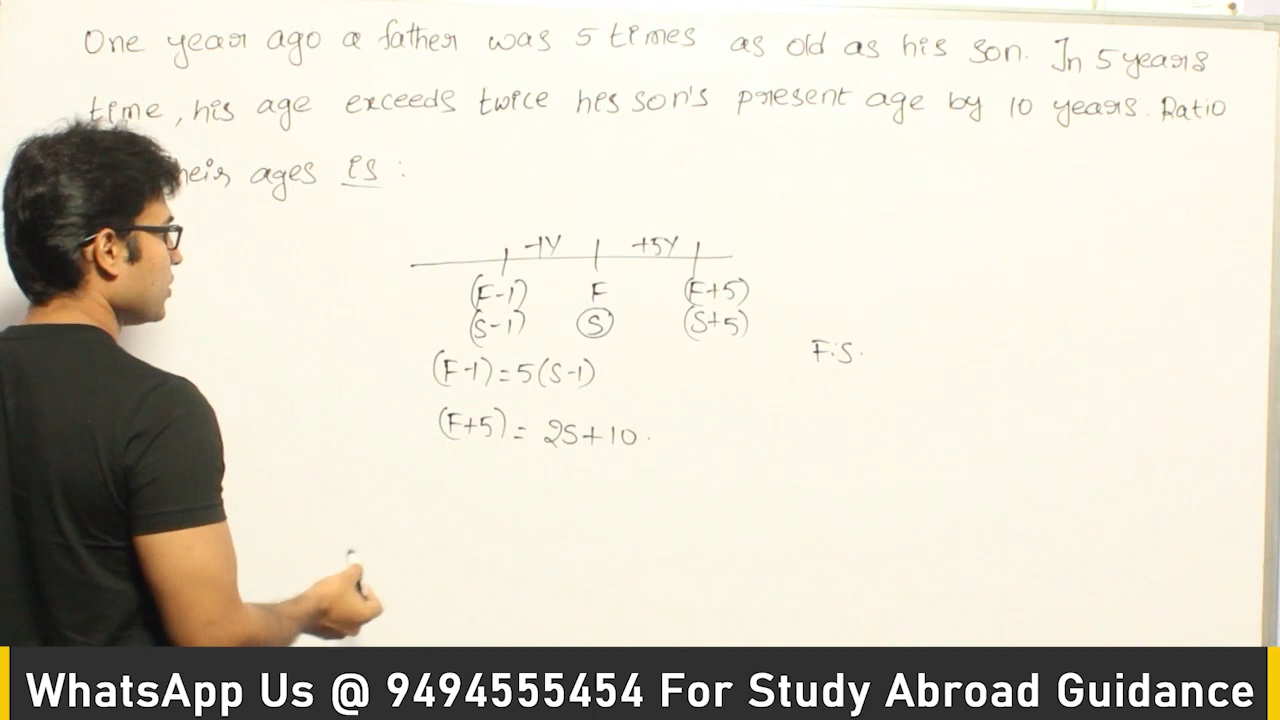 One year ago a father was 5 times as old as his son. In 5 years
time, his age exceeds twice his son's present age by 10 years. Ratio
ages is :
-1Y +5Y
(F-1) F (F+5)
(S-1) S (S+5)
F:S.
(F-1)=5(S-1)
(F+5) = 2S+10.
WhatsApp Us @ 9494555454 For Study Abroad Guidance